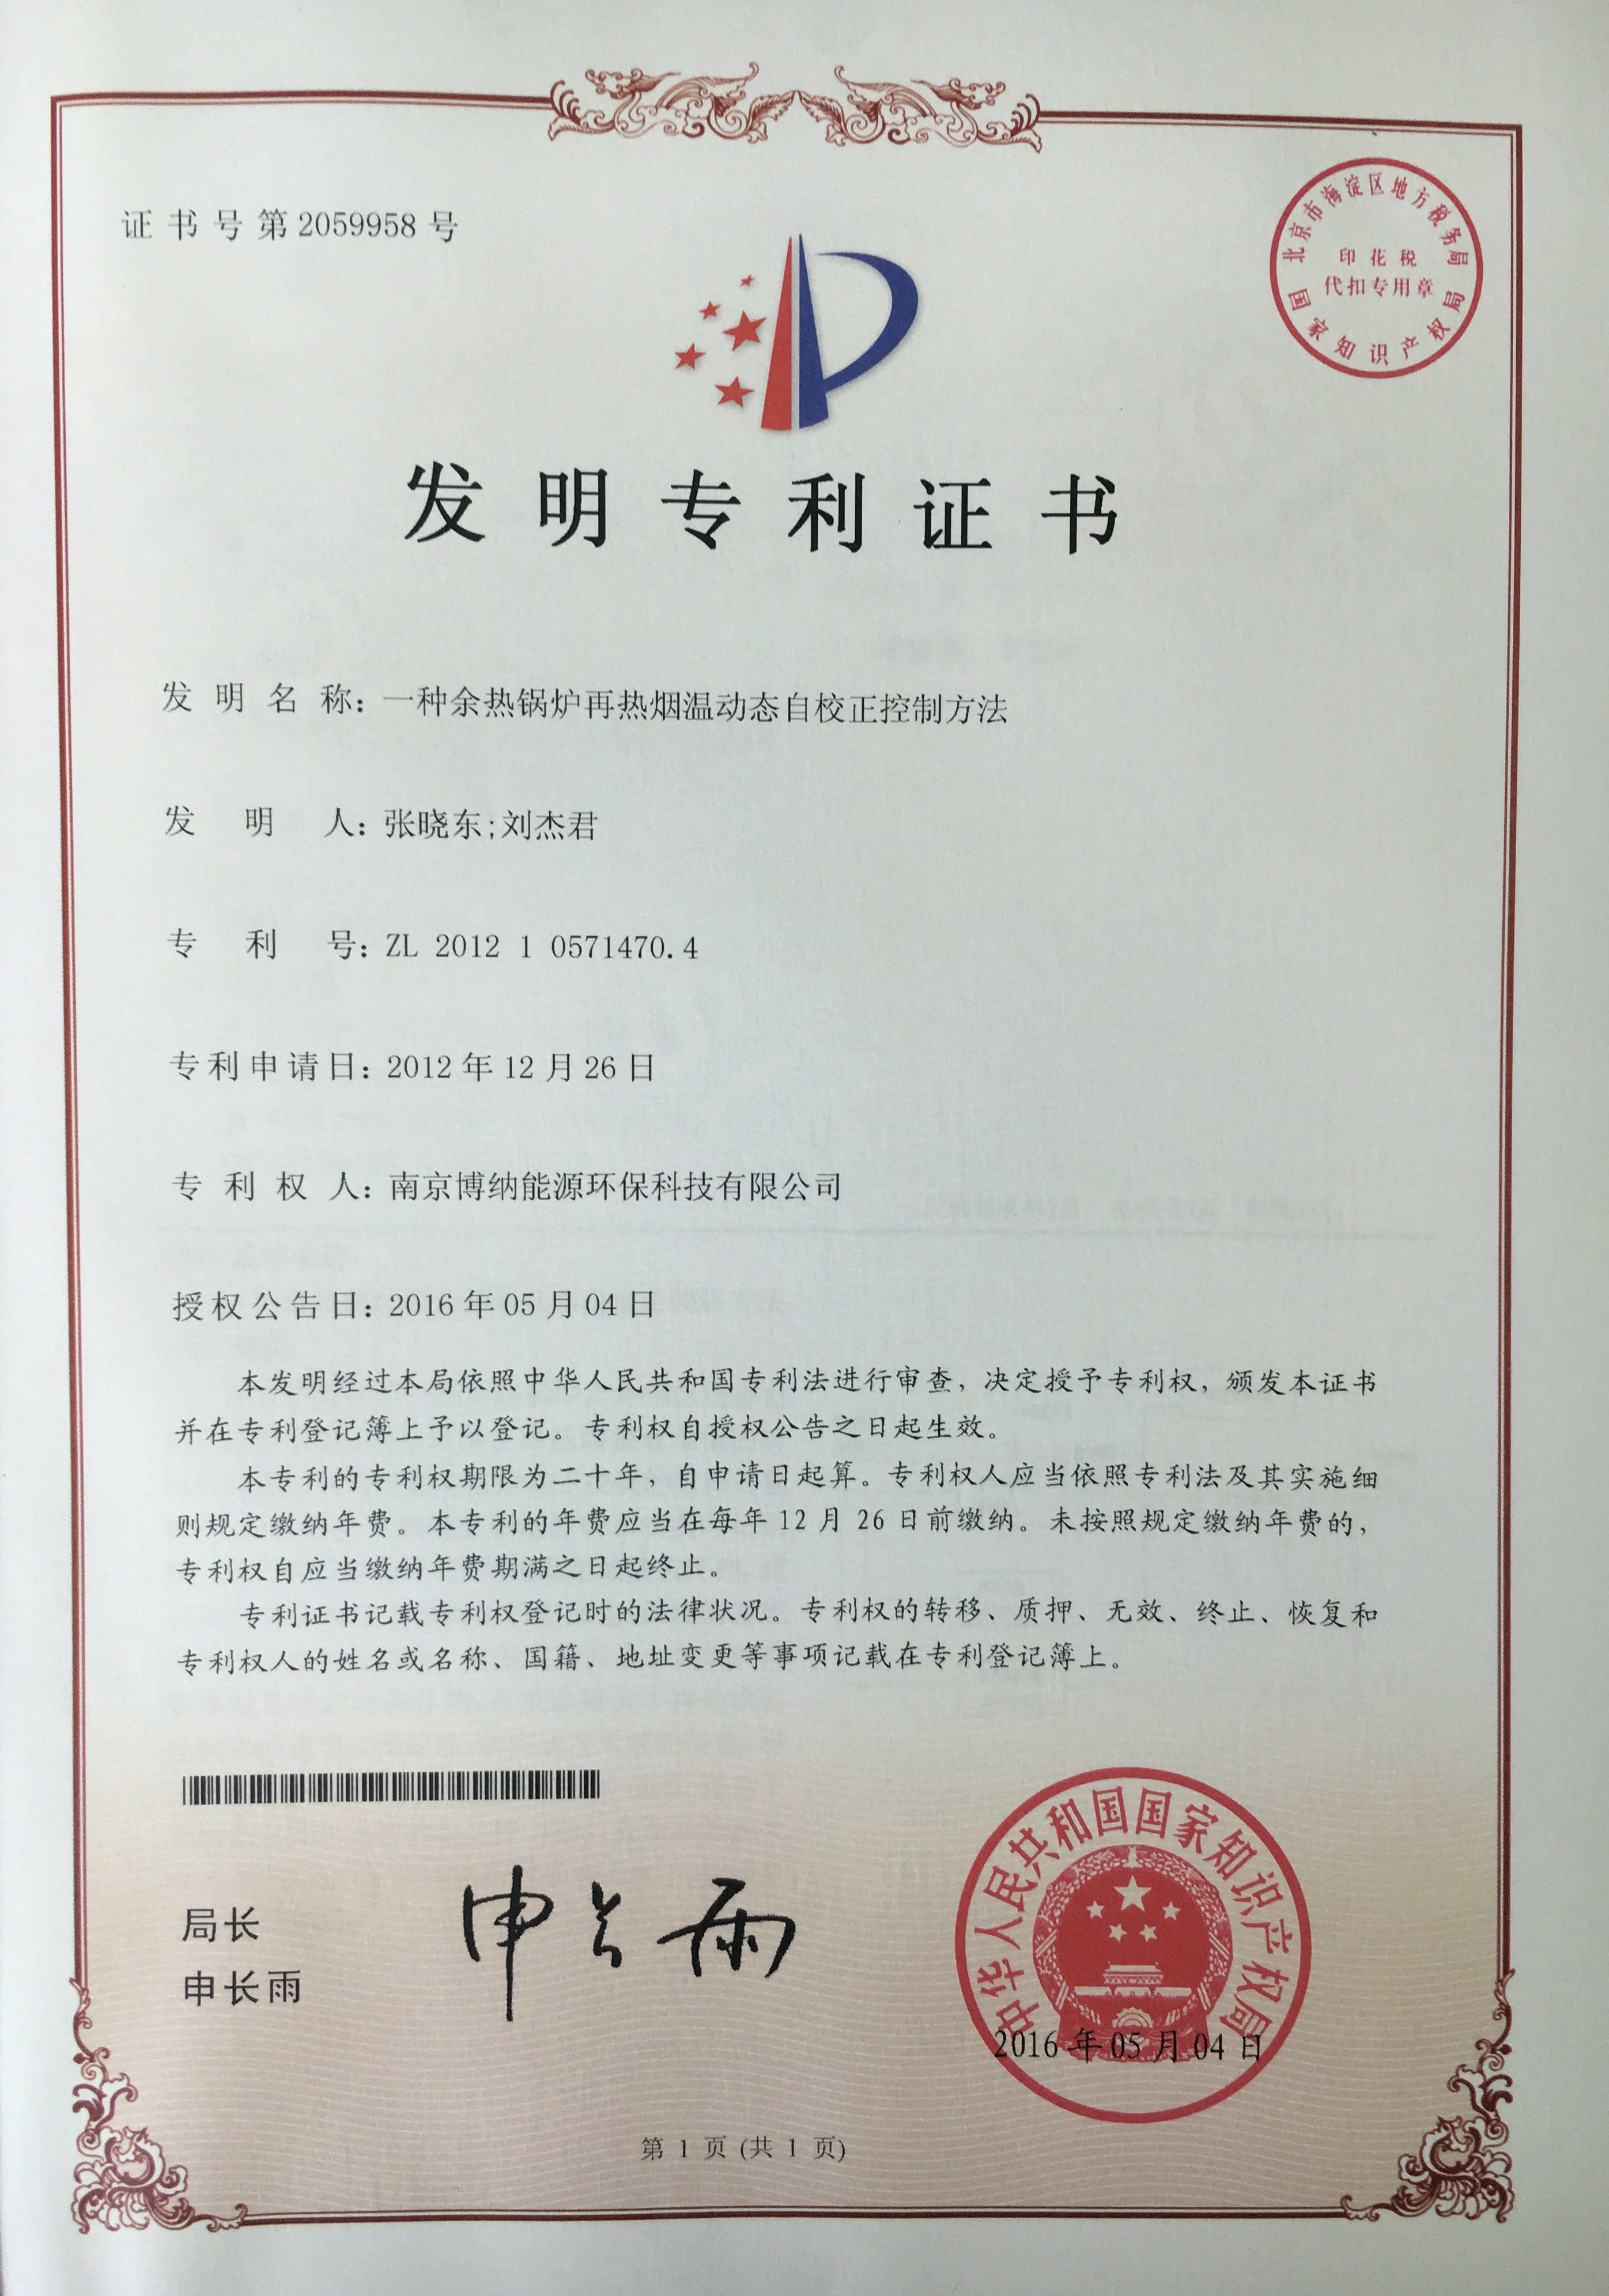 证书号第2059958号
北京市海淀区地方税务局
印花税
代扣专用章
国家知识产权局
发明专利证书
发明名称：一种余热锅炉再热烟温动态自校正控制方法
发明人：张晓东;刘杰君
专利号：ZL 2012 1 0571470.4
专利申请日：2012年12月26日
专利权人：南京博纳能源环保科技有限公司
授权公告日：2016年05月04日
本发明经过本局依照中华人民共和国专利法进行审查，决定授予专利权，颁发本证书
并在专利登记簿上予以登记。专利权自授权公告之日起生效。
本专利的专利权期限为二十年，自申请日起算。专利权人应当依照专利法及其实施细
则规定缴纳年费。本专利的年费应当在每年12月26日前缴纳。未按照规定缴纳年费的，
专利权自应当缴纳年费期满之日起终止。
专利证书记载专利权登记时的法律状况。专利权的转移、质押、无效、终止、恢复和
专利权人的姓名或名称、国籍、地址变更等事项记载在专利登记簿上。
局长
申长雨
申长雨
中华人民共和国国家知识产权局
2016年05月04日
第 1 页 (共 1 页)